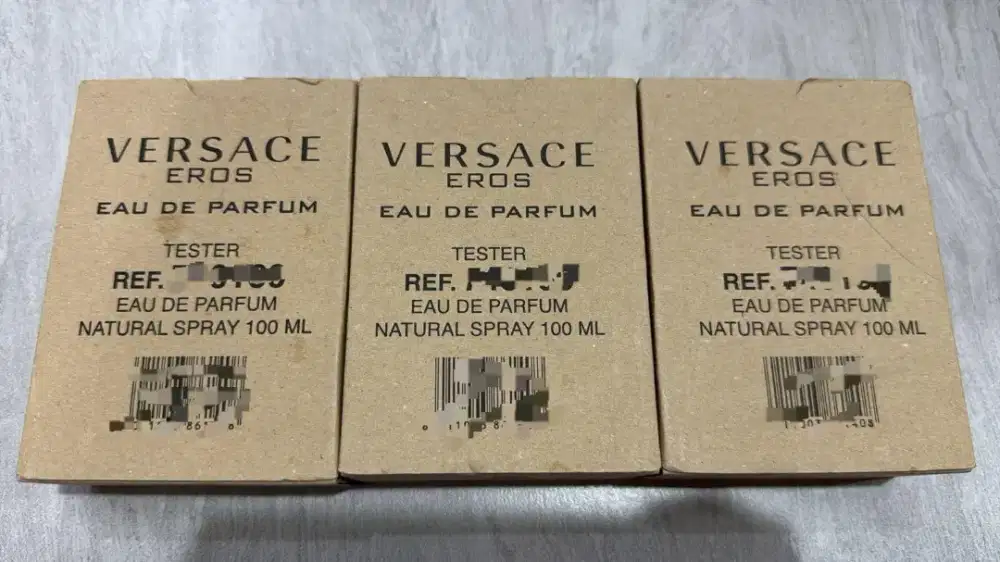 VERSACE
EROS
EAU DE PARFUM
TESTER
REF.
EAU DE PARFUM
NATURAL SPRAY 100 ML
VERSACE
EROS
EAU DE PARFUM
TESTER
REF.
EAU DE PARFUM
NATURAL SPRAY 100 ML
VERSACE
EROS
EAU DE PARFUM
TESTER
REF.
EAU DE PARFUM
NATURAL SPRAY 100 ML